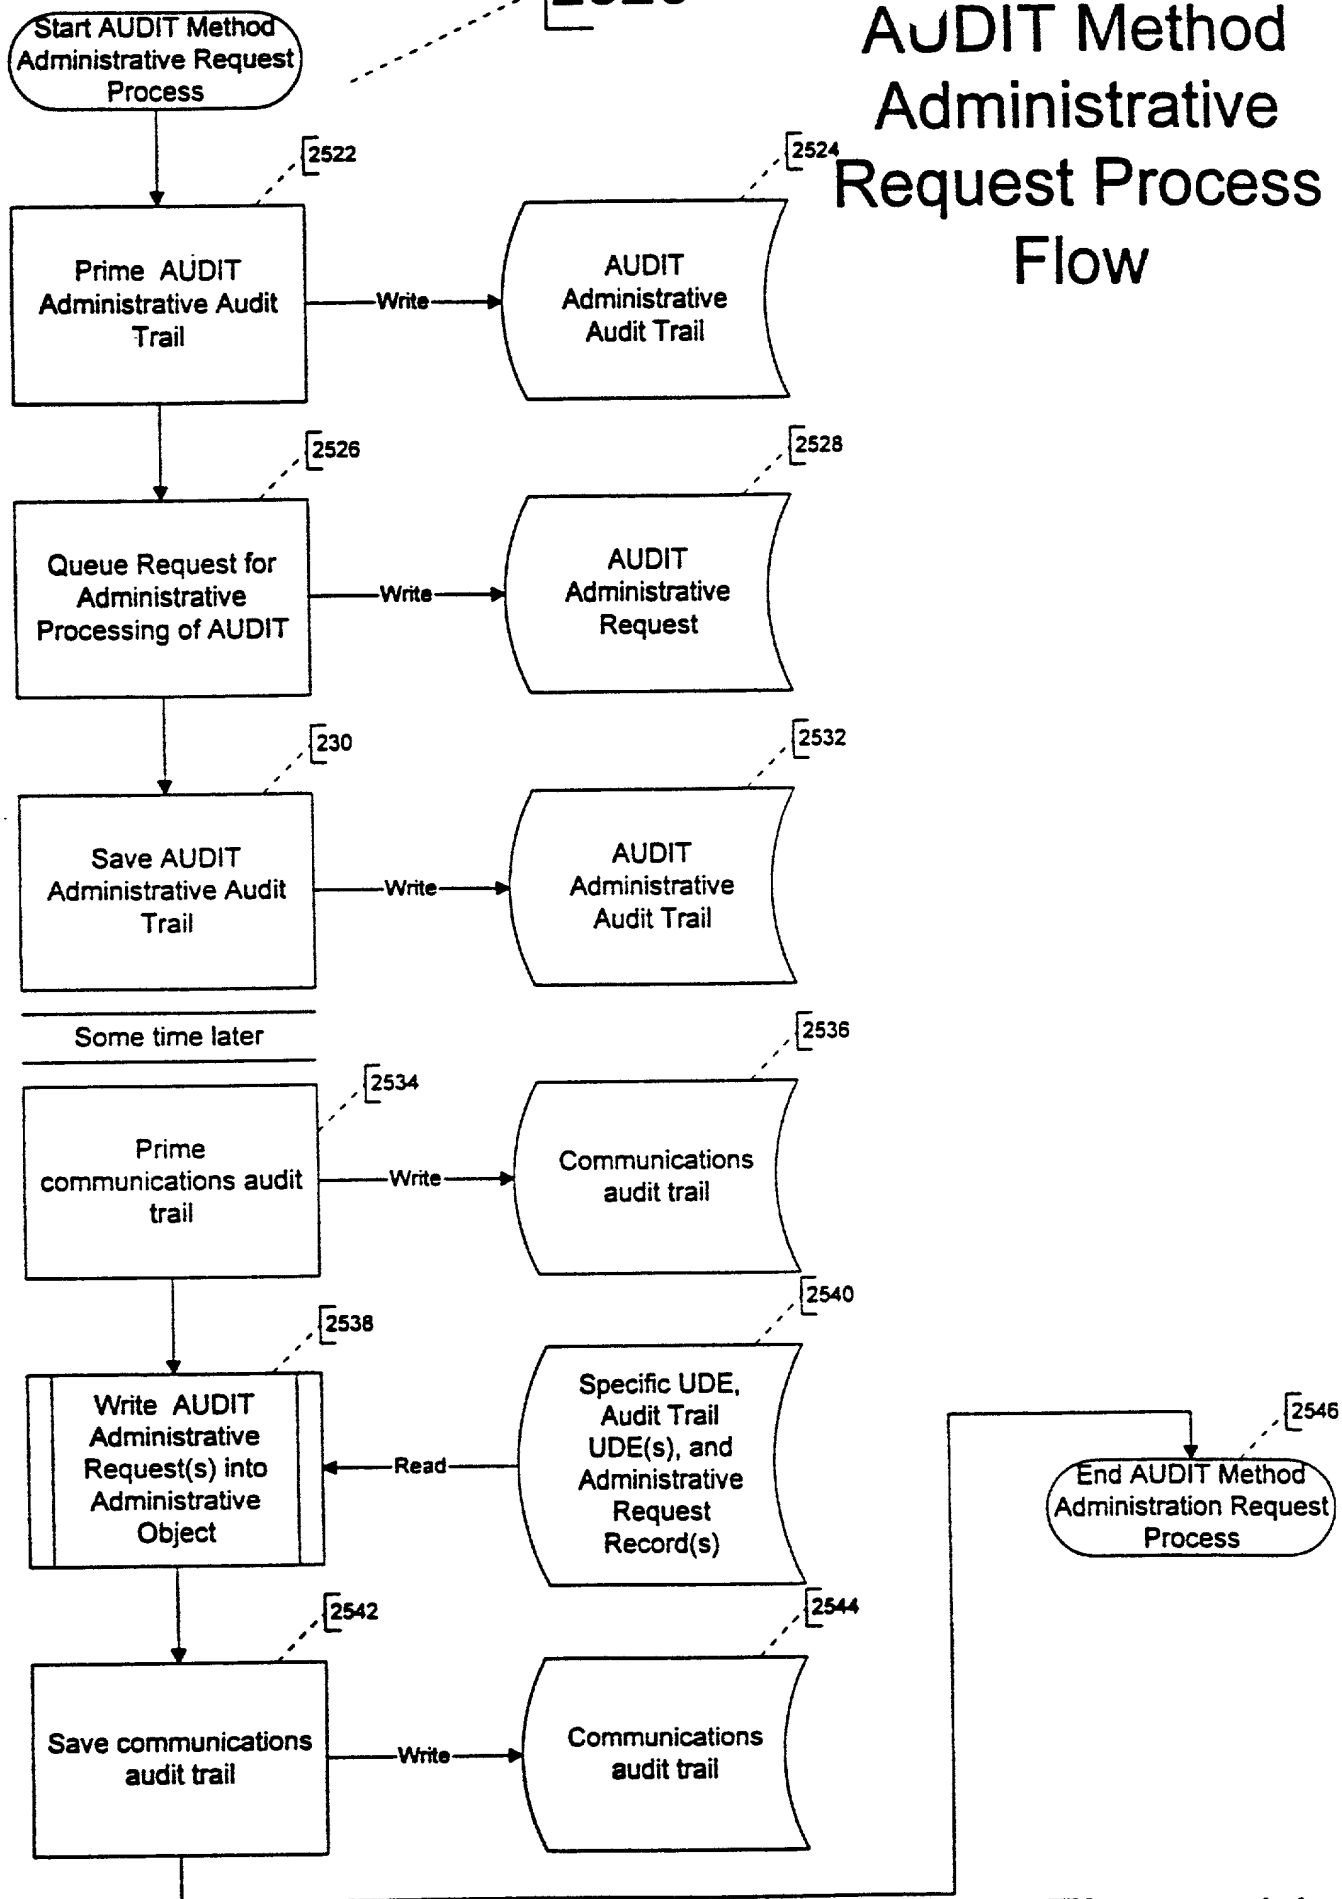 Start AUDIT Method
Administrative Request
Process
AUDIT Method
Administrative
Request Process
Flow
2522
2524
Prime AUDIT
Administrative Audit
Trail
Write
AUDIT
Administrative
Audit Trail
2526
2528
Queue Request for
Administrative
Processing of AUDIT
Write
AUDIT
Administrative
Request
230
2532
Save AUDIT
Administrative Audit
Trail
Write
AUDIT
Administrative
Audit Trail
Some time later
2534
2536
Prime
communications audit
trail
Write
Communications
audit trail
2538
2540
Write AUDIT
Administrative
Request(s) into
Administrative
Object
Read
Specific UDE,
Audit Trail
UDE(s), and
Administrative
Request
Record(s)
2546
End AUDIT Method
Administration Request
Process
2542
2544
Save communications
audit trail
Write
Communications
audit trail